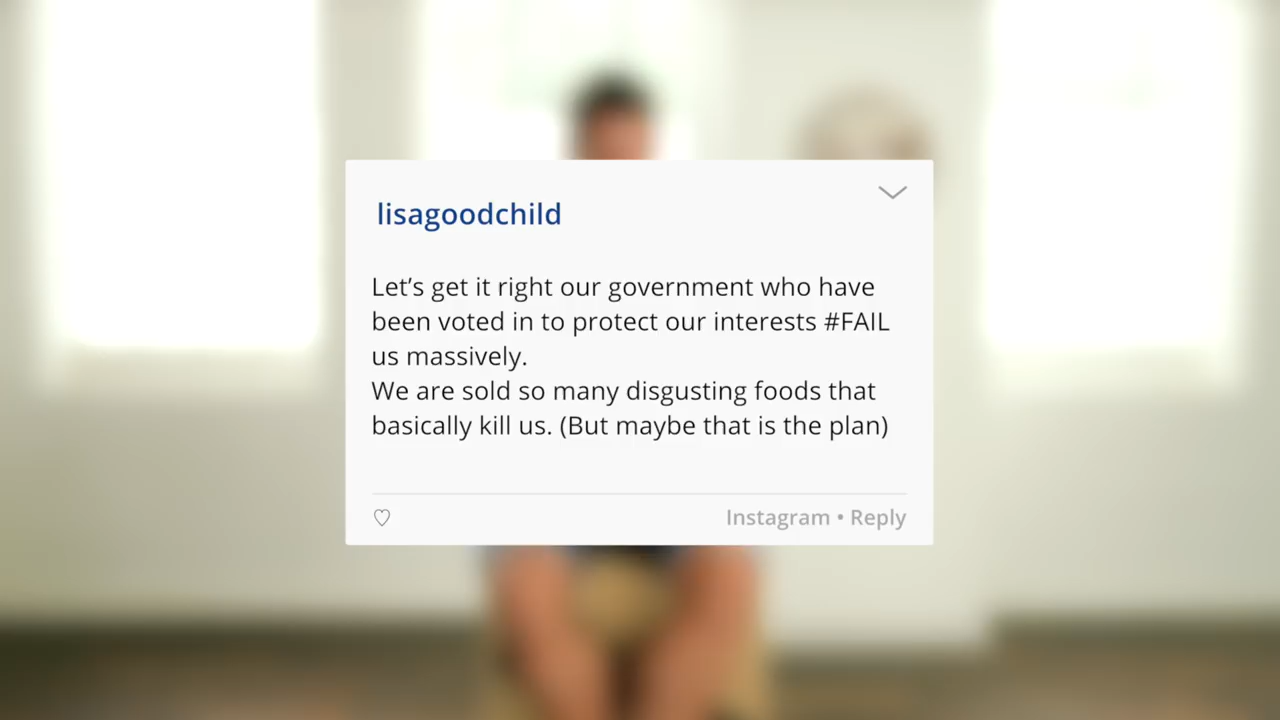 lisagoodchild
Let’s get it right our government who have
been voted in to protect our interests #FAIL
us massively.
We are sold so many disgusting foods that
basically kill us. (But maybe that is the plan)
Instagram • Reply